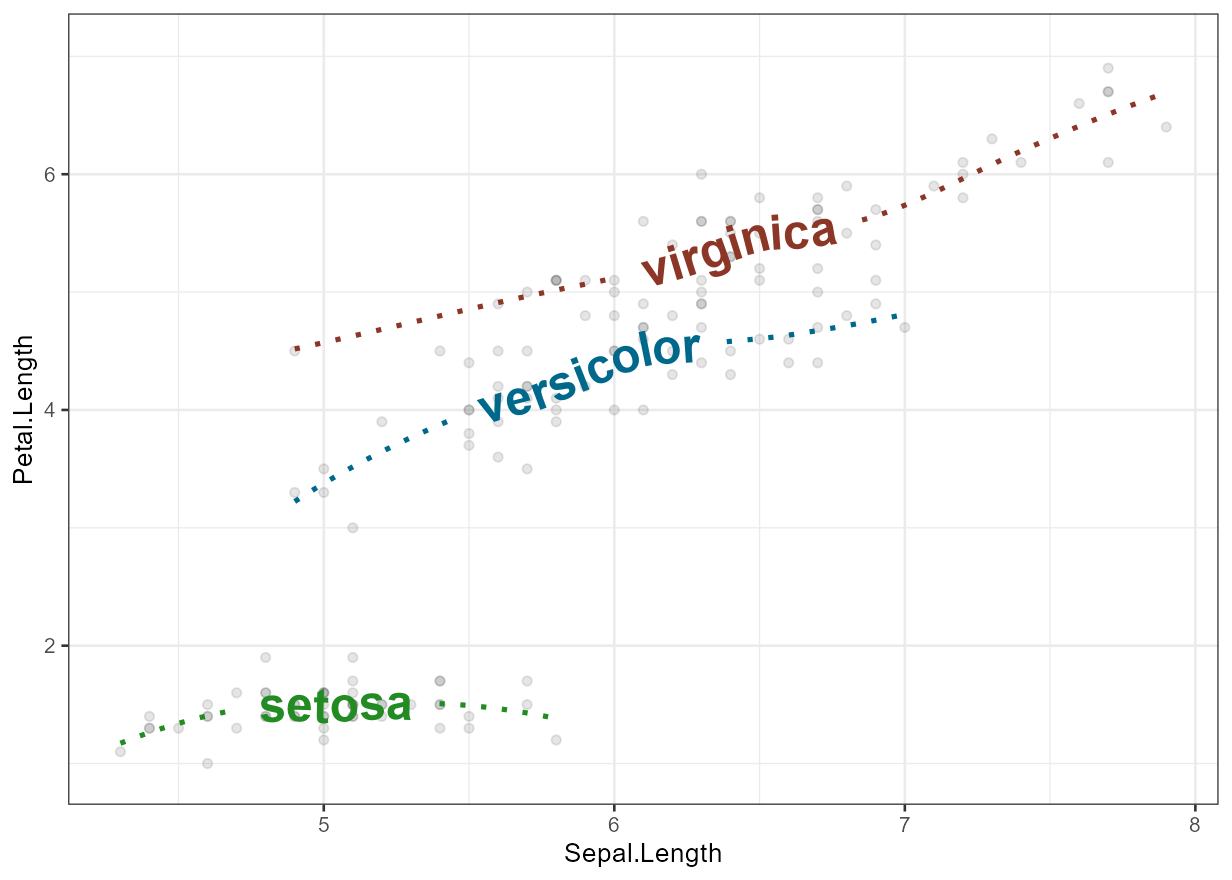 6
4
2
Petal.Length
virginica
versicolor
setosa
5 6 7 8
Sepal.Length